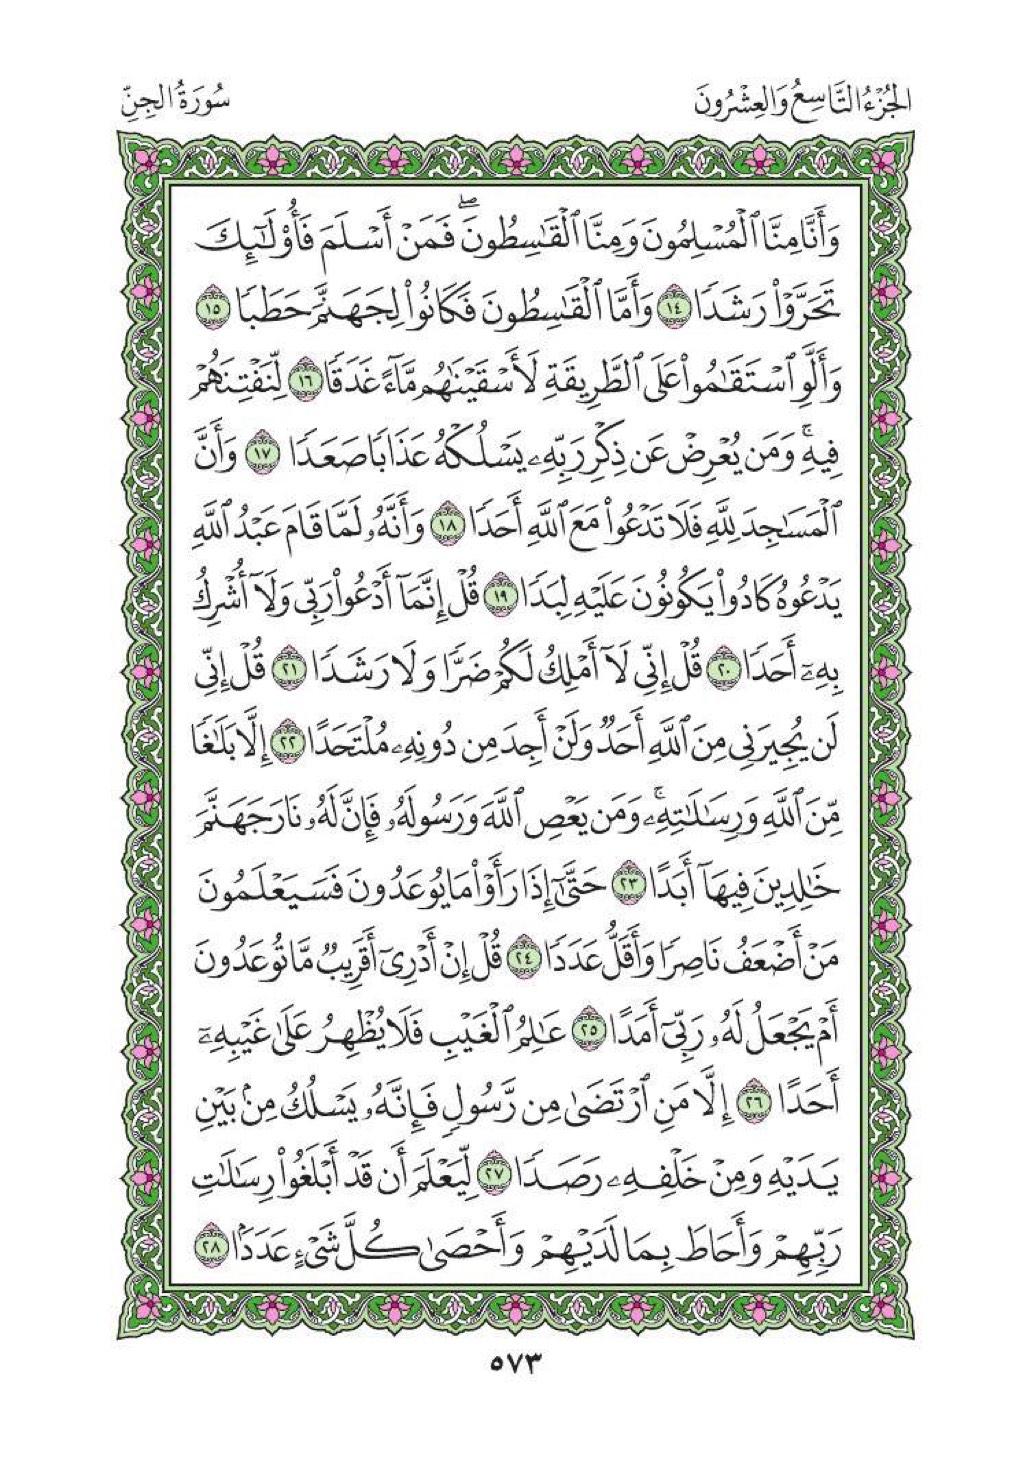 الجُزْءُ التَّاسِعُ وَالعِشْرُونَ
سُورَةُ الجِنِّ
وَأَنَّا مِنَّا ٱلْمُسْلِمُونَ وَمِنَّا ٱلْقَٰسِطُونَۖ فَمَنْ أَسْلَمَ فَأُو۟لَٰٓئِكَ
تَحَرَّوْا۟ رَشَدًا ١٤ وَأَمَّا ٱلْقَٰسِطُونَ فَكَانُوا۟ لِجَهَنَّمَ حَطَبًا ١٥
وَأَلَّوِ ٱسْتَقَٰمُوا۟ عَلَى ٱلطَّرِيقَةِ لَأَسْقَيْنَٰهُم مَّآءً غَدَقًا ١٦ لِّنَفْتِنَهُمْ
فِيهِۚ وَمَن يُعْرِضْ عَن ذِكْرِ رَبِّهِۦ يَسْلُكْهُ عَذَابًا صَعَدًا ١٧ وَأَنَّ
ٱلْمَسَٰجِدَ لِلَّهِ فَلَا تَدْعُوا۟ مَعَ ٱللَّهِ أَحَدًا ١٨ وَأَنَّهُۥ لَمَّا قَامَ عَبْدُ ٱللَّهِ
يَدْعُوهُ كَادُوا۟ يَكُونُونَ عَلَيْهِ لِبَدًا ١٩ قُلْ إِنَّمَآ أَدْعُوا۟ رَبِّى وَلَآ أُشْرِكُ
بِهِۦٓ أَحَدًا ٢٠ قُلْ إِنِّى لَآ أَمْلِكُ لَكُمْ ضَرًّا وَلَا رَشَدًا ٢١ قُلْ إِنِّى
لَن يُجِيرَنِى مِنَ ٱللَّهِ أَحَدٌ وَلَنْ أَجِدَ مِن دُونِهِۦ مُلْتَحَدًا ٢٢ إِلَّا بَلَٰغًا
مِّنَ ٱللَّهِ وَرِسَٰلَٰتِهِۦۚ وَمَن يَعْصِ ٱللَّهَ وَرَسُولَهُۥ فَإِنَّ لَهُۥ نَارَ جَهَنَّمَ
خَٰلِدِينَ فِيهَآ أَبَدًا ٢٣ حَتَّىٰٓ إِذَا رَأَوْا۟ مَا يُوعَدُونَ فَسَيَعْلَمُونَ
مَنْ أَضْعَفُ نَاصِرًا وَأَقَلُّ عَدَدًا ٢٤ قُلْ إِنْ أَدْرِىٓ أَقَرِيبٌ مَّا تُوعَدُونَ
أَمْ يَجْعَلُ لَهُۥ رَبِّىٓ أَمَدًا ٢٥ عَٰلِمُ ٱلْغَيْبِ فَلَا يُظْهِرُ عَلَىٰ غَيْبِهِۦٓ
أَحَدًا ٢٦ إِلَّا مَنِ ٱرْتَضَىٰ مِن رَّسُولٍ فَإِنَّهُۥ يَسْلُكُ مِنۢ بَيْنِ
يَدَيْهِ وَمِنْ خَلْفِهِۦ رَصَدًا ٢٧ لِّيَعْلَمَ أَن قَدْ أَبْلَغُوا۟ رِسَٰلَٰتِ
رَبِّهِمْ وَأَحَاطَ بِمَا لَدَيْهِمْ وَأَحْصَىٰ كُلَّ شَىْءٍ عَدَدًۢا ٢٨
٥٧٣